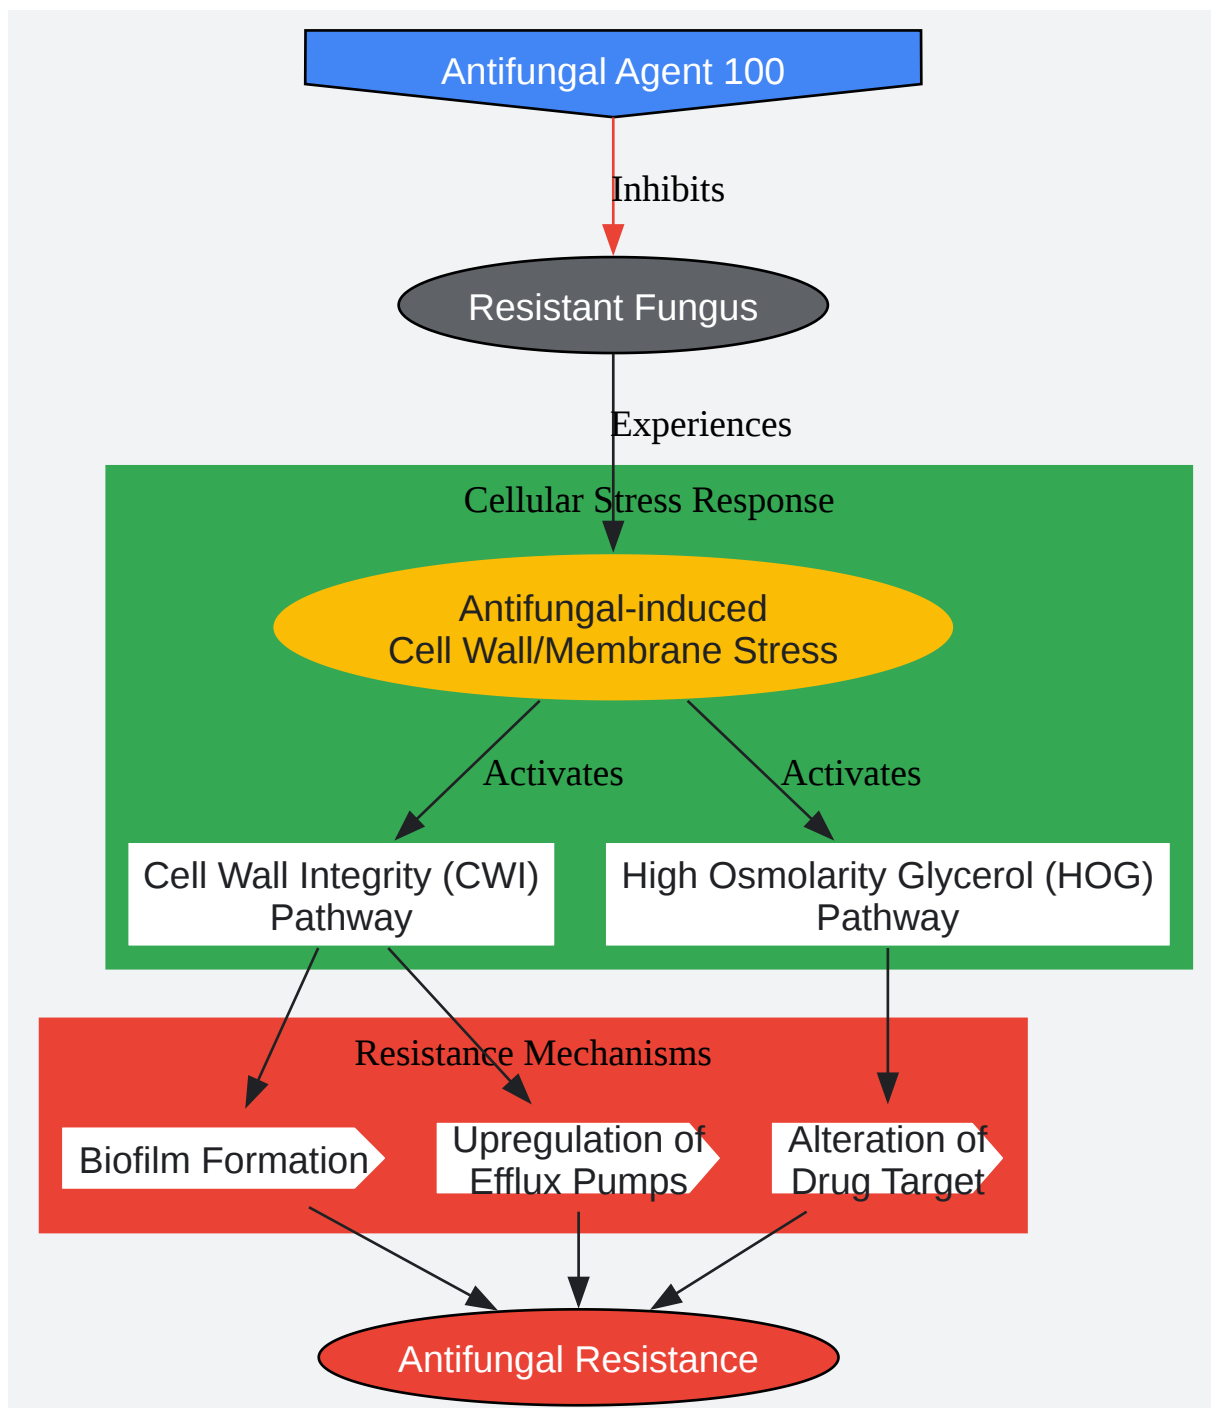 Antifungal Agent 100
Inhibits
Resistant Fungus
Experiences
Cellular Stress Response
Antifungal-induced
Cell Wall/Membrane Stress
Activates
Activates
Cell Wall Integrity (CWI)
Pathway
High Osmolarity Glycerol (HOG)
Pathway
Resistance Mechanisms
Biofilm Formation
Upregulation of
Efflux Pumps
Alteration of
Drug Target
Antifungal Resistance